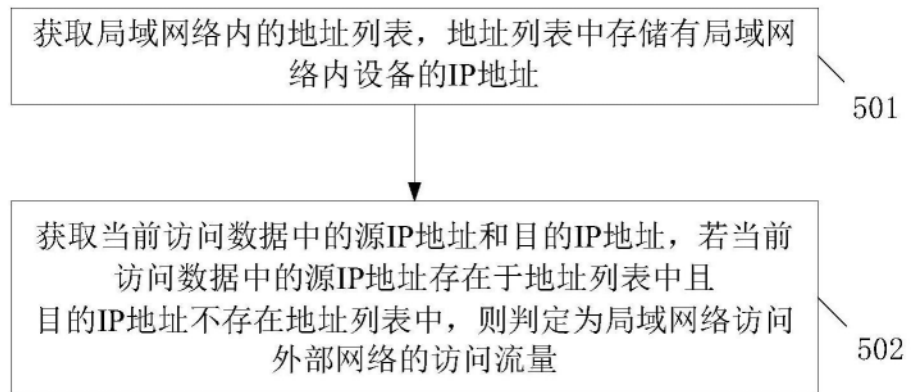 获取局域网络内的地址列表，地址列表中存储有局域网
络内设备的IP地址
501
获取当前访问数据中的源IP地址和目的IP地址，若当前
访问数据中的源IP地址存在于地址列表中且
目的IP地址不存在地址列表中，则判定为局域网络访问
外部网络的访问流量
502